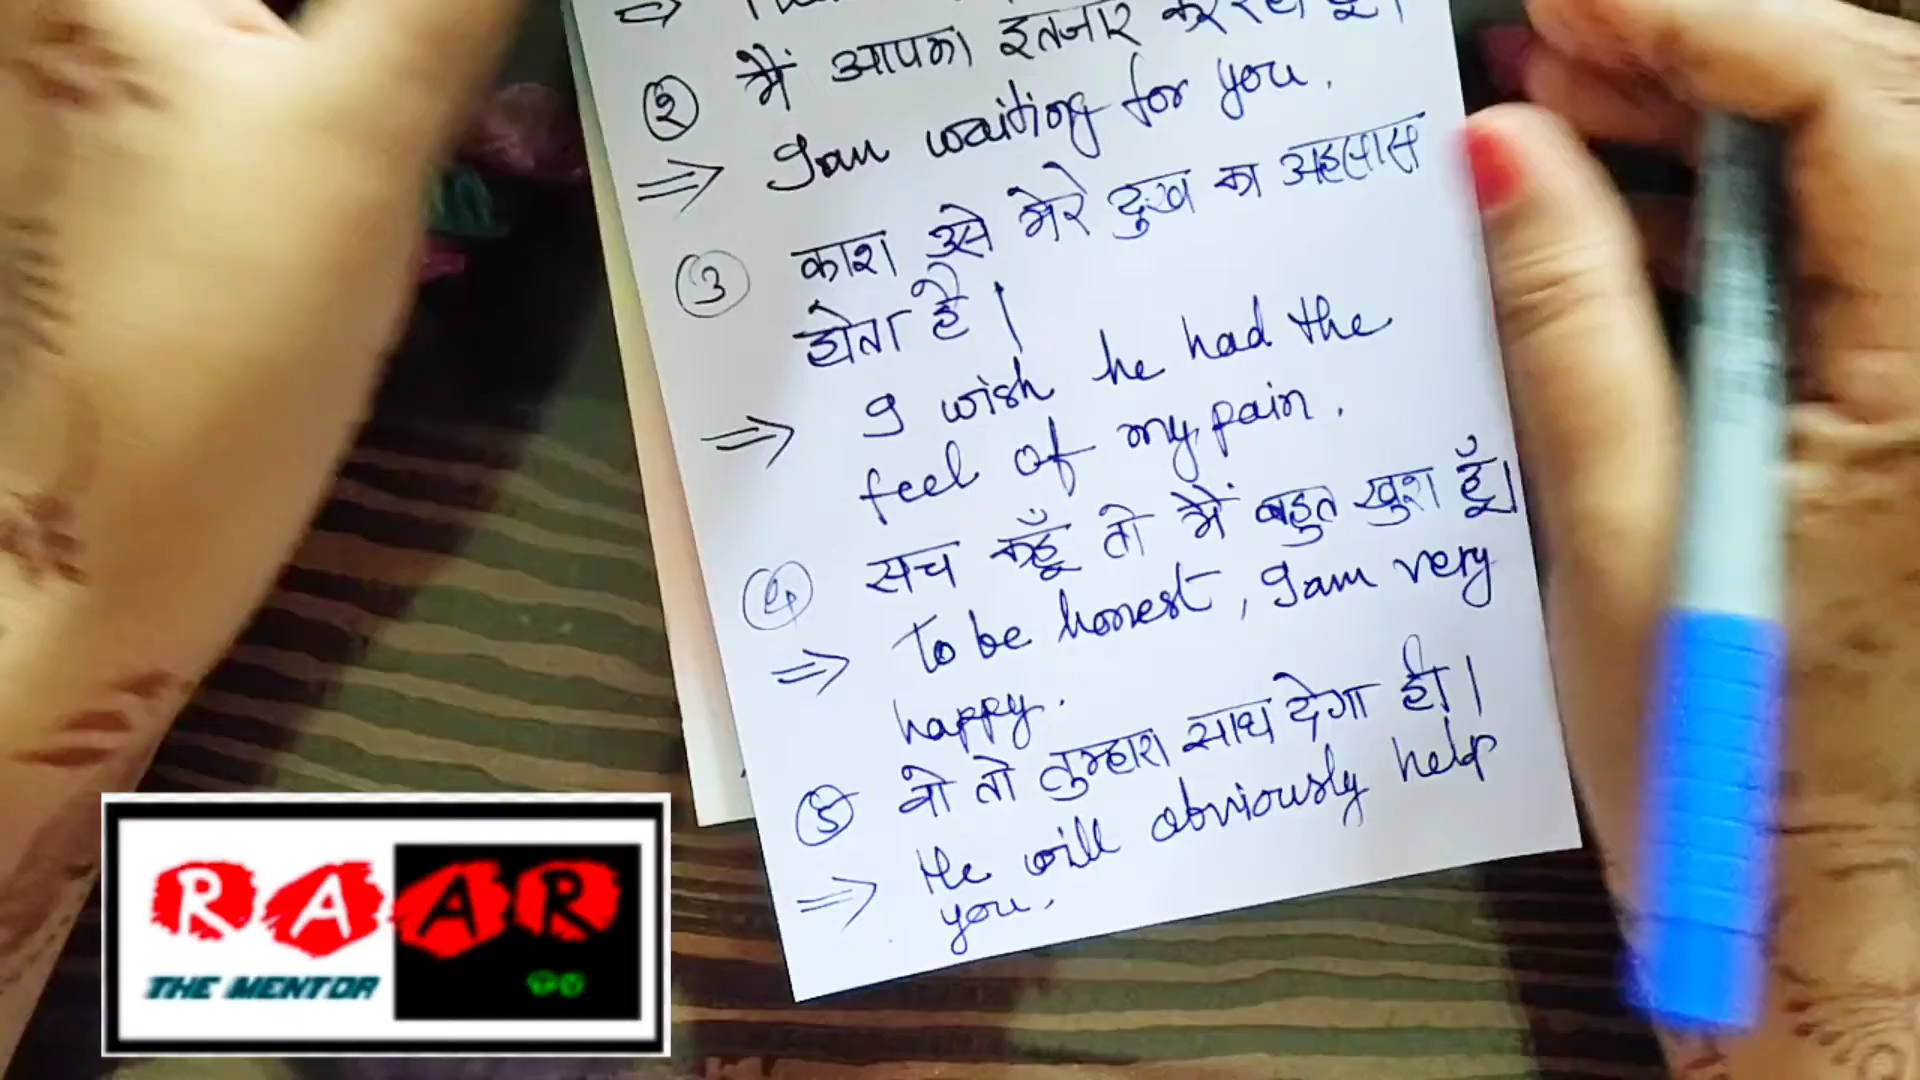 ② मैं आपका इंतजार कर रहा हूँ।
⇒ I am waiting for you.
③ काश उसे मेरे दुख का अहसास
होता है।
⇒ I wish he had the
feel of my pain.
④ सच कहूँ तो मैं बहुत खुश हूँ।
⇒ To be honest, I am very
happy.
⑤ वो तो तुम्हारा साथ देगा ही।
⇒ He will obviously help
you.
RAAR
THE MENTOR